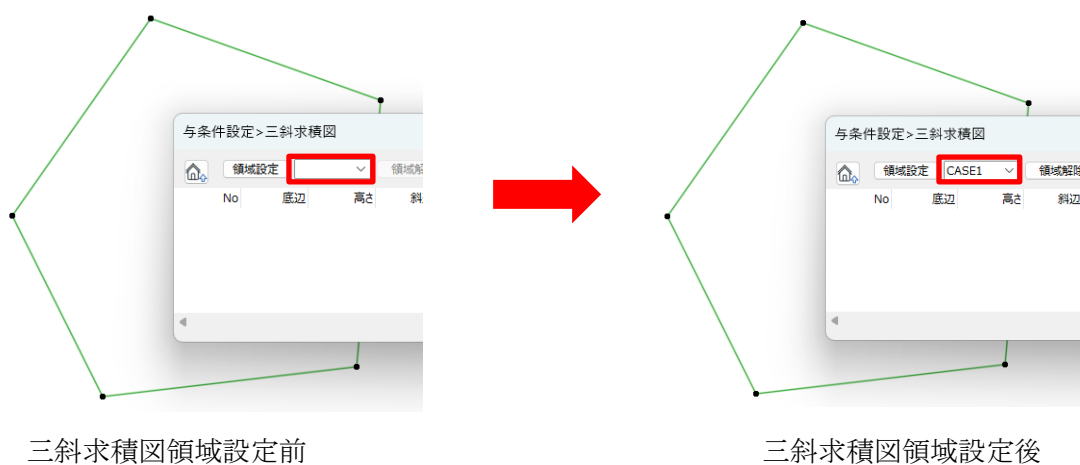 与条件設定>三斜求積図
領域設定
No 底辺 高さ
三斜求積図領域設定前
与条件設定>三斜求積図
領域設定 CASE1 領域解除
No 底辺 高さ 斜辺
三斜求積図領域設定後